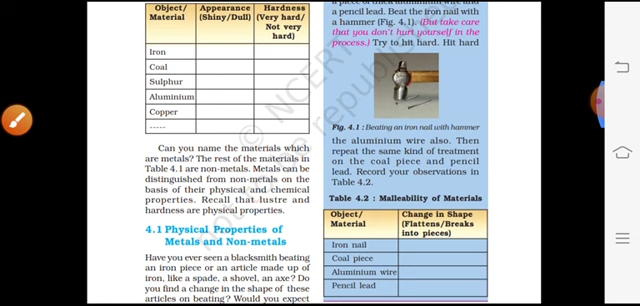 Object/ Appearance Hardness
Material (Shiny/Dull) (Very hard/
Not very
hard)
Iron
Coal
Sulphur
Aluminium
Copper
-----
Can you name the materials which
are metals? The rest of the materials in
Table 4.1 are non-metals. Metals can be
distinguished from non-metals on the
basis of their physical and chemical
properties. Recall that lustre and
hardness are physical properties.
4.1 Physical Properties of
Metals and Non-metals
Have you ever seen a blacksmith beating
an iron piece or an article made up of
iron, like a spade, a shovel, an axe? Do
you find a change in the shape of these
articles on beating? Would you expect
a piece of thick aluminium wire and
a pencil lead. Beat the iron nail with
a hammer (Fig. 4.1). (But take care
that you don't hurt yourself in the
process.) Try to hit hard. Hit hard
Fig. 4.1 : Beating an iron nail with hammer
the aluminium wire also. Then
repeat the same kind of treatment
on the coal piece and pencil
lead. Record your observations in
Table 4.2.
Table 4.2 : Malleability of Materials
Object/ Change in Shape
Material (Flattens/Breaks
into pieces)
Iron nail
Coal piece
Aluminium wire
Pencil lead
© NCERT
republished